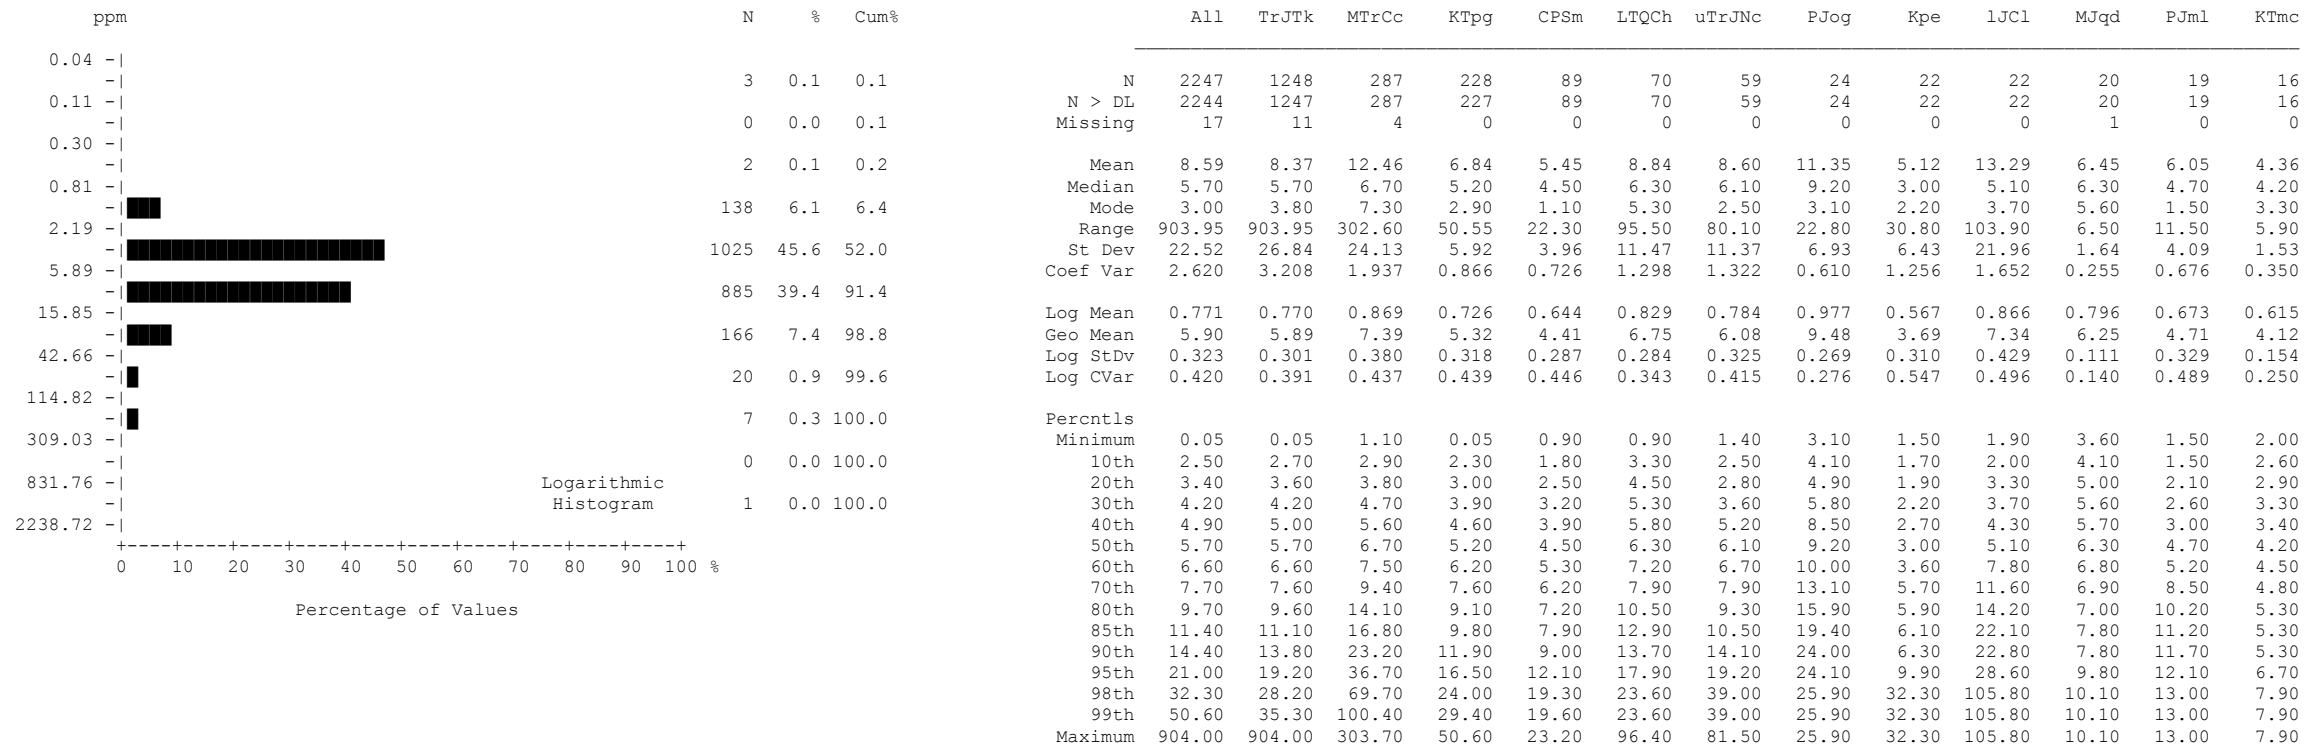 ppm N % Cum% All TrJTk MTrCc KTpg CPSm LTQCh uTrJNc PJog Kpe lJCl MJqd PJml KTmc
0.04 -|
-| 3 0.1 0.1 N 2247 1248 287 228 89 70 59 24 22 22 20 19 16
0.11 -| N > DL 2244 1247 287 227 89 70 59 24 22 22 20 19 16
-| 0 0.0 0.1 Missing 17 11 4 0 0 0 0 0 0 0 1 0 0
0.30 -|
-| 2 0.1 0.2 Mean 8.59 8.37 12.46 6.84 5.45 8.84 8.60 11.35 5.12 13.29 6.45 6.05 4.36
0.81 -| Median 5.70 5.70 6.70 5.20 4.50 6.30 6.10 9.20 3.00 5.10 6.30 4.70 4.20
-| 138 6.1 6.4 Mode 3.00 3.80 7.30 2.90 1.10 5.30 2.50 3.10 2.20 3.70 5.60 1.50 3.30
2.19 -| Range 903.95 903.95 302.60 50.55 22.30 95.50 80.10 22.80 30.80 103.90 6.50 11.50 5.90
-| 1025 45.6 52.0 St Dev 22.52 26.84 24.13 5.92 3.96 11.47 11.37 6.93 6.43 21.96 1.64 4.09 1.53
5.89 -| Coef Var 2.620 3.208 1.937 0.866 0.726 1.298 1.322 0.610 1.256 1.652 0.255 0.676 0.350
-| 885 39.4 91.4
15.85 -| Log Mean 0.771 0.770 0.869 0.726 0.644 0.829 0.784 0.977 0.567 0.866 0.796 0.673 0.615
-| 166 7.4 98.8 Geo Mean 5.90 5.89 7.39 5.32 4.41 6.75 6.08 9.48 3.69 7.34 6.25 4.71 4.12
42.66 -| Log StDv 0.323 0.301 0.380 0.318 0.287 0.284 0.325 0.269 0.310 0.429 0.111 0.329 0.154
-| 20 0.9 99.6 Log CVar 0.420 0.391 0.437 0.439 0.446 0.343 0.415 0.276 0.547 0.496 0.140 0.489 0.250
114.82 -|
-| 7 0.3 100.0 Percntls
309.03 -| Minimum 0.05 0.05 1.10 0.05 0.90 0.90 1.40 3.10 1.50 1.90 3.60 1.50 2.00
-| 0 0.0 100.0 10th 2.50 2.70 2.90 2.30 1.80 3.30 2.50 4.10 1.70 2.00 4.10 1.50 2.60
831.76 -| Logarithmic 20th 3.40 3.60 3.80 3.00 2.50 4.50 2.80 4.90 1.90 3.30 5.00 2.10 2.90
-| Histogram 1 0.0 100.0 30th 4.20 4.20 4.70 3.90 3.20 5.30 3.60 5.80 2.20 3.70 5.60 2.60 3.30
2238.72 -| 40th 4.90 5.00 5.60 4.60 3.90 5.80 5.20 8.50 2.70 4.30 5.70 3.00 3.40
+----+----+----+----+----+----+----+----+----+----+ 50th 5.70 5.70 6.70 5.20 4.50 6.30 6.10 9.20 3.00 5.10 6.30 4.70 4.20
0 10 20 30 40 50 60 70 80 90 100 % 60th 6.60 6.60 7.50 6.20 5.30 7.20 6.70 10.00 3.60 7.80 6.80 5.20 4.50
70th 7.70 7.60 9.40 7.60 6.20 7.90 7.90 13.10 5.70 11.60 6.90 8.50 4.80
Percentage of Values 80th 9.70 9.60 14.10 9.10 7.20 10.50 9.30 15.90 5.90 14.20 7.00 10.20 5.30
85th 11.40 11.10 16.80 9.80 7.90 12.90 10.50 19.40 6.10 22.10 7.80 11.20 5.30
90th 14.40 13.80 23.20 11.90 9.00 13.70 14.10 24.00 6.30 22.80 7.80 11.70 5.30
95th 21.00 19.20 36.70 16.50 12.10 17.90 19.20 24.10 9.90 28.60 9.80 12.10 6.70
98th 32.30 28.20 69.70 24.00 19.30 23.60 39.00 25.90 32.30 105.80 10.10 13.00 7.90
99th 50.60 35.30 100.40 29.40 19.60 23.60 39.00 25.90 32.30 105.80 10.10 13.00 7.90
Maximum 904.00 904.00 303.70 50.60 23.20 96.40 81.50 25.90 32.30 105.80 10.10 13.00 7.90